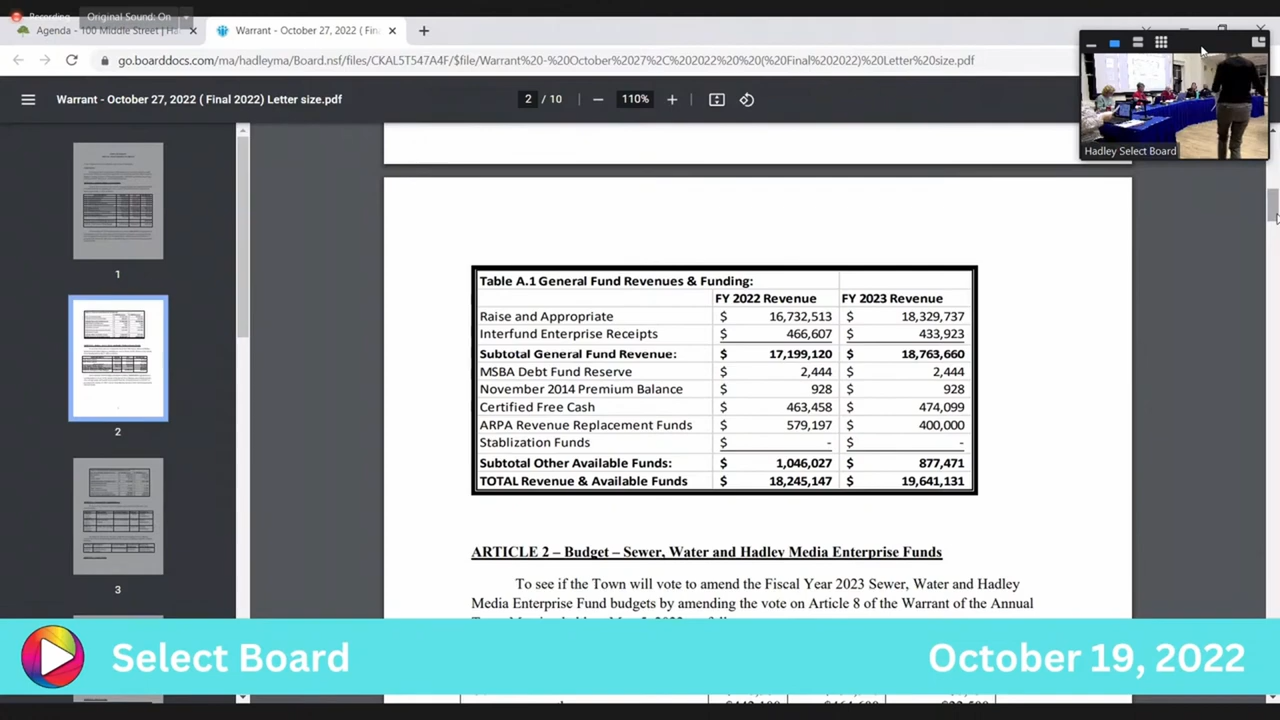 Recording
Original Sound: On
Agenda - 100 Middle Street | Ha
Warrant - October 27, 2022 ( Fina
go.boarddocs.com/ma/hadleyma/Board.nsf/files/CKAL5T547A4F/$file/Warrant%20-%20October%2027%2C%202022%20%20(%20Final%202022)%20Letter%20size.pdf
Warrant - October 27, 2022 ( Final 2022) Letter size.pdf
2 / 10
110%
Hadley Select Board
1
2
3
Table A.1 General Fund Revenues & Funding:
FY 2022 Revenue FY 2023 Revenue
Raise and Appropriate $ 16,732,513 $ 18,329,737
Interfund Enterprise Receipts $ 466,607 $ 433,923
Subtotal General Fund Revenue: $ 17,199,120 $ 18,763,660
MSBA Debt Fund Reserve $ 2,444 $ 2,444
November 2014 Premium Balance $ 928 $ 928
Certified Free Cash $ 463,458 $ 474,099
ARPA Revenue Replacement Funds $ 579,197 $ 400,000
Stablization Funds $ - $ -
Subtotal Other Available Funds: $ 1,046,027 $ 877,471
TOTAL Revenue & Available Funds $ 18,245,147 $ 19,641,131
ARTICLE 2 – Budget – Sewer, Water and Hadley Media Enterprise Funds
To see if the Town will vote to amend the Fiscal Year 2023 Sewer, Water and Hadley
Media Enterprise Fund budgets by amending the vote on Article 8 of the Warrant of the Annual
Select Board
October 19, 2022